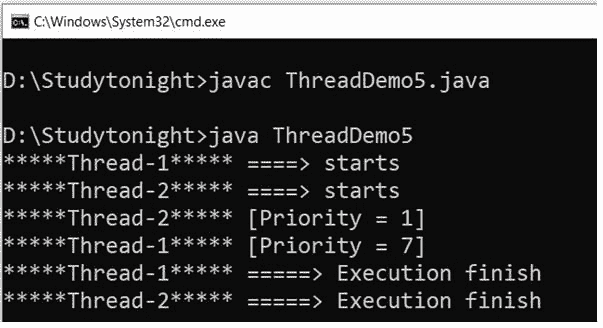 C:\Windows\System32\cmd.exe
D:\Studytonight>javac ThreadDemo5.java
D:\Studytonight>java ThreadDemo5
*****Thread-1***** ====> starts
*****Thread-2***** ====> starts
*****Thread-2***** [Priority = 1]
*****Thread-1***** [Priority = 7]
*****Thread-1***** =====> Execution finish
*****Thread-2***** =====> Execution finish